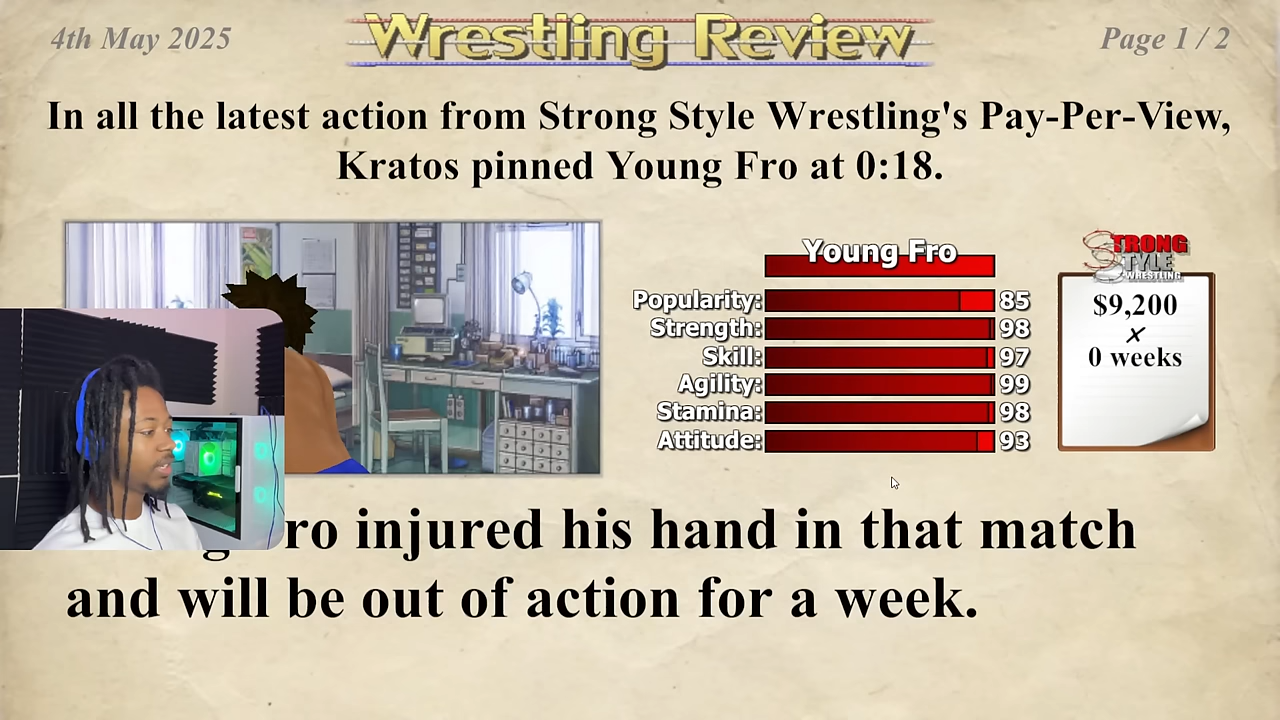 4th May 2025
Wrestling Review
Page 1 / 2
In all the latest action from Strong Style Wrestling's Pay-Per-View,
Kratos pinned Young Fro at 0:18.
Young Fro
Popularity: 85
Strength: 98
Skill: 97
Agility: 99
Stamina: 98
Attitude: 93
STRONG
STYLE
WRESTLING
$9,200
x
0 weeks
injured his hand in that match
and will be out of action for a week.